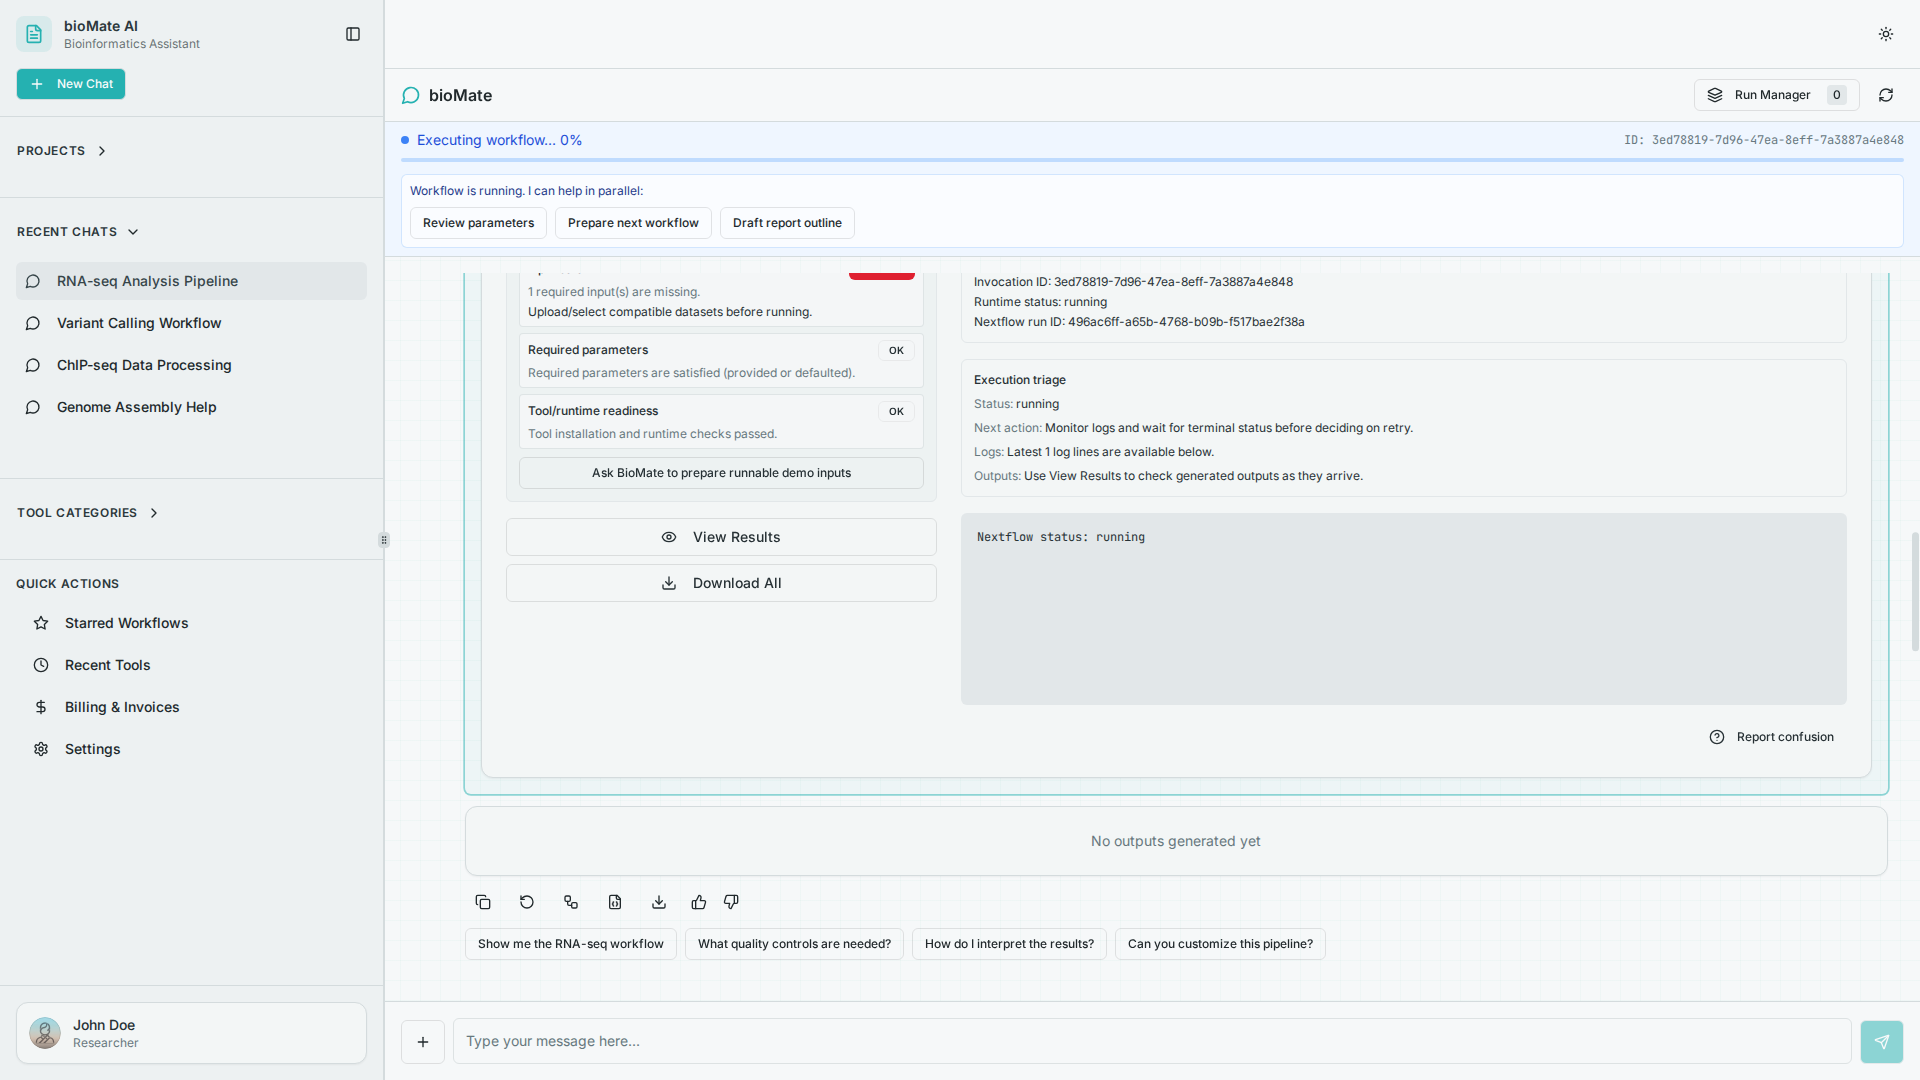 bioMate AI
Bioinformatics Assistant
New Chat
PROJECTS
RECENT CHATS
RNA-seq Analysis Pipeline
Variant Calling Workflow
ChIP-seq Data Processing
Genome Assembly Help
TOOL CATEGORIES
QUICK ACTIONS
Starred Workflows
Recent Tools
Billing & Invoices
Settings
John Doe
Researcher
bioMate
Run Manager 0
Executing workflow... 0%
ID: 3ed78819-7d96-47ea-8eff-7a3887a4e848
Workflow is running. I can help in parallel:
Review parameters
Prepare next workflow
Draft report outline
1 required input(s) are missing.
Upload/select compatible datasets before running.
Required parameters OK
Required parameters are satisfied (provided or defaulted).
Tool/runtime readiness OK
Tool installation and runtime checks passed.
Ask BioMate to prepare runnable demo inputs
View Results
Download All
Invocation ID: 3ed78819-7d96-47ea-8eff-7a3887a4e848
Runtime status: running
Nextflow run ID: 496ac6ff-a65b-4768-b09b-f517bae2f38a
Execution triage
Status: running
Next action: Monitor logs and wait for terminal status before deciding on retry.
Logs: Latest 1 log lines are available below.
Outputs: Use View Results to check generated outputs as they arrive.
Nextflow status: running
Report confusion
No outputs generated yet
Show me the RNA-seq workflow
What quality controls are needed?
How do I interpret the results?
Can you customize this pipeline?
Type your message here...